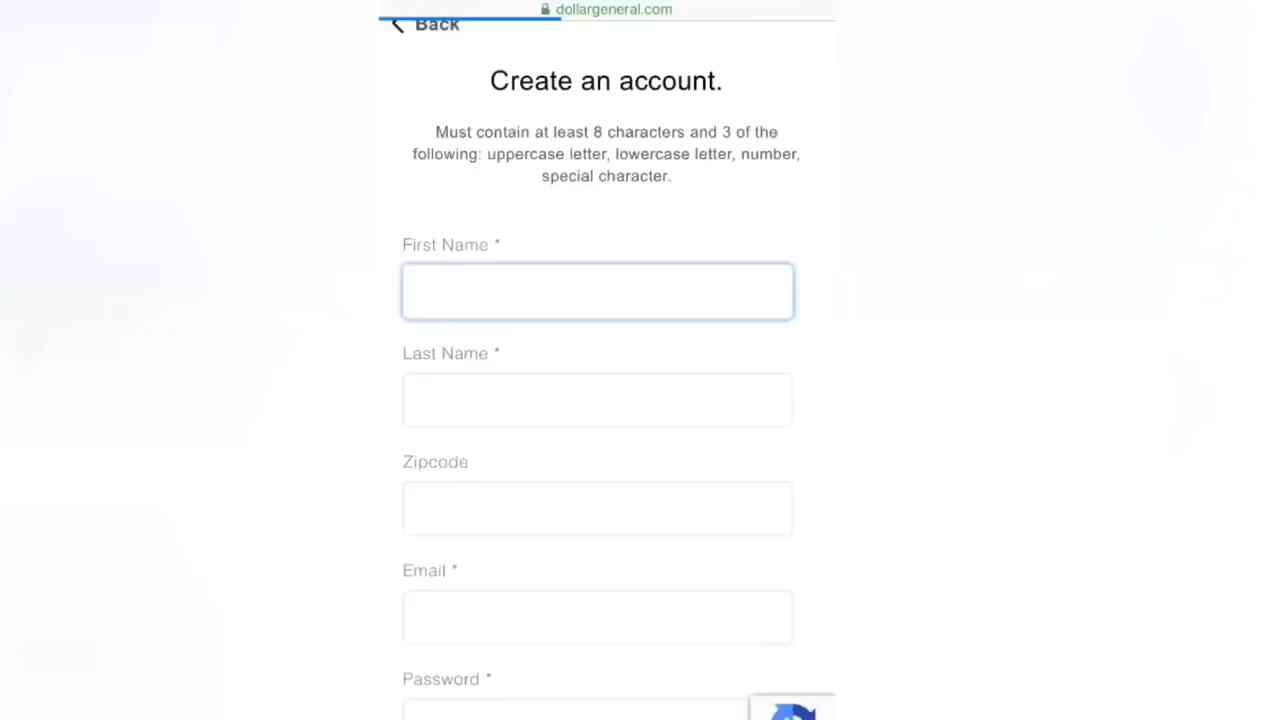 dollargeneral.com
Back
Create an account.
Must contain at least 8 characters and 3 of the
following: uppercase letter, lowercase letter, number,
special character.
First Name *
Last Name *
Zipcode
Email *
Password *